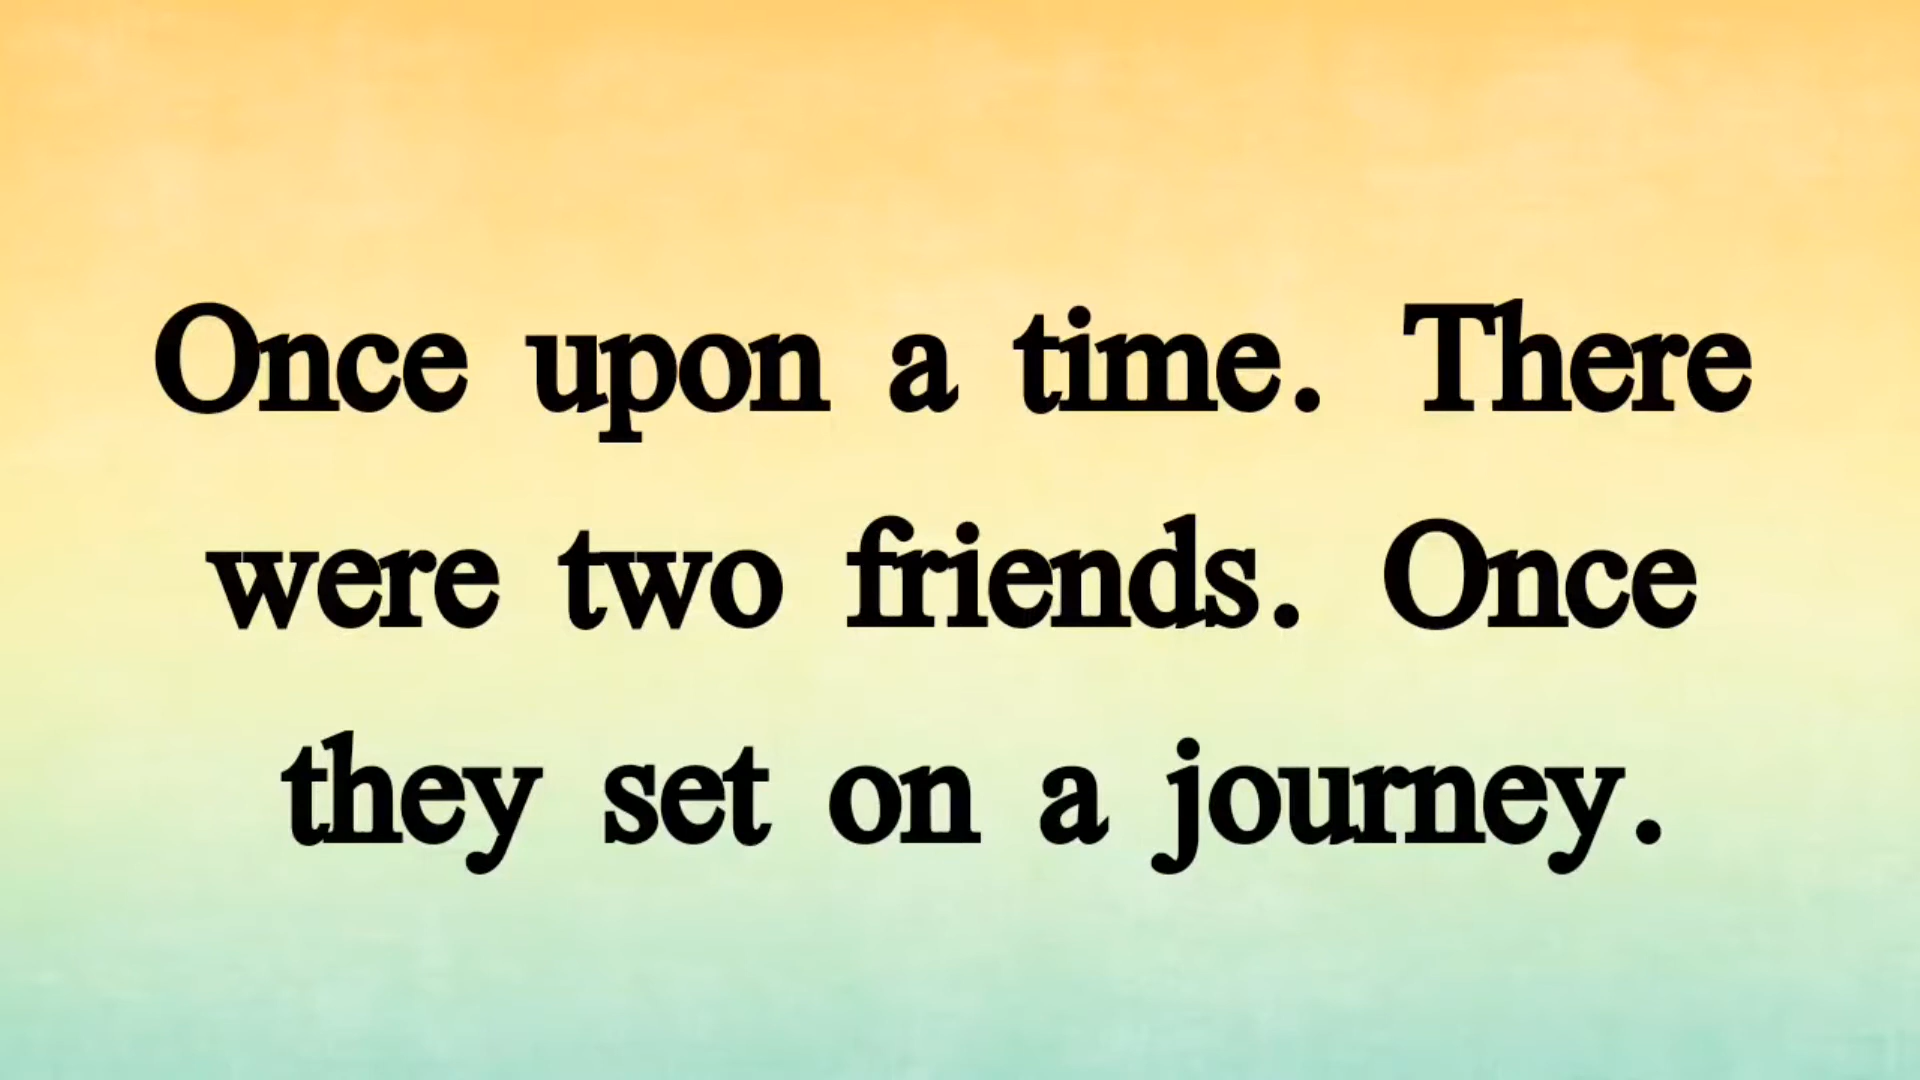 Once upon a time. There
were two friends. Once
they set on a journey.